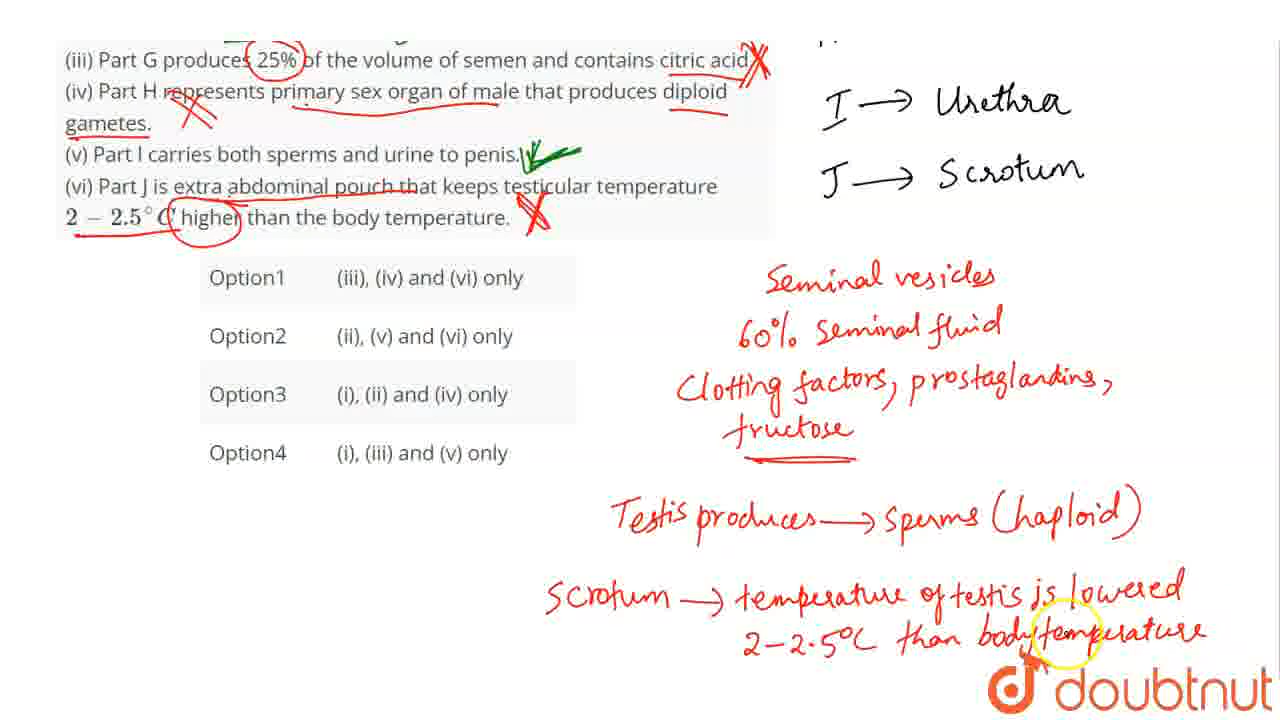 (iii) Part G produces 25% of the volume of semen and contains citric acid.
(iv) Part H represents primary sex organ of male that produces diploid
gametes.
(v) Part I carries both sperms and urine to penis.
(vi) Part J is extra abdominal pouch that keeps testicular temperature
2 − 2.5°C higher than the body temperature.
Option1 (iii), (iv) and (vi) only
Option2 (ii), (v) and (vi) only
Option3 (i), (ii) and (iv) only
Option4 (i), (iii) and (v) only
I → Urethra
J → Scrotum
Seminal vesicles
60% seminal fluid
Clotting factors, prostaglandins,
fructose
Testis produces → sperms (haploid)
Scrotum → temperature of testis is lowered
2-2.5°C than body temperature
doubtnut